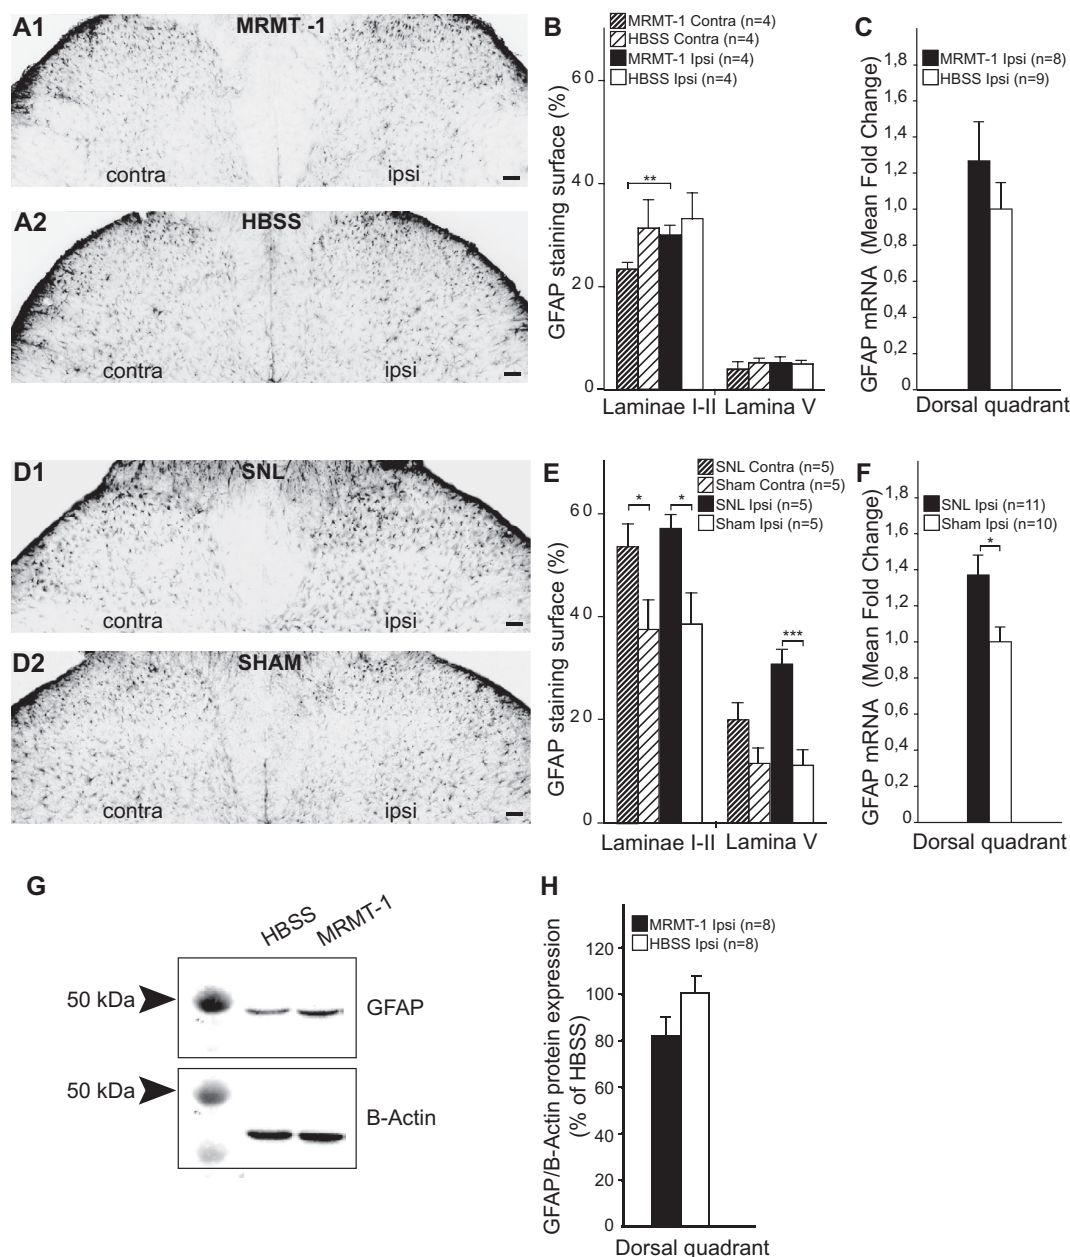 A1
MRMT -1
contra
ipsi
A2
HBSS
contra
ipsi
B
MRMT-1 Contra (n=4)
HBSS Contra (n=4)
MRMT-1 Ipsi (n=4)
HBSS Ipsi (n=4)
GFAP staining surface (%)
60
40
20
0
**
Laminae I-II
Lamina V
C
MRMT-1 Ipsi (n=8)
HBSS Ipsi (n=9)
GFAP mRNA (Mean Fold Change)
1,8
1,6
1,4
1,2
1,0
0,8
0,6
0,4
0,2
0
Dorsal quadrant
D1
SNL
contra
ipsi
D2
SHAM
contra
ipsi
E
SNL Contra (n=5)
Sham Contra (n=5)
SNL Ipsi (n=5)
Sham Ipsi (n=5)
GFAP staining surface (%)
60
40
20
0
*
*
***
Laminae I-II
Lamina V
F
SNL Ipsi (n=11)
Sham Ipsi (n=10)
GFAP mRNA (Mean Fold Change)
1,8
1,6
1,4
1,2
1,0
0,8
0,6
0,4
0,2
0
*
Dorsal quadrant
G
HBSS
MRMT-1
50 kDa
GFAP
50 kDa
B-Actin
H
MRMT-1 Ipsi (n=8)
HBSS Ipsi (n=8)
GFAP/B-Actin protein expression
(% of HBSS)
120
100
80
60
40
20
0
Dorsal quadrant